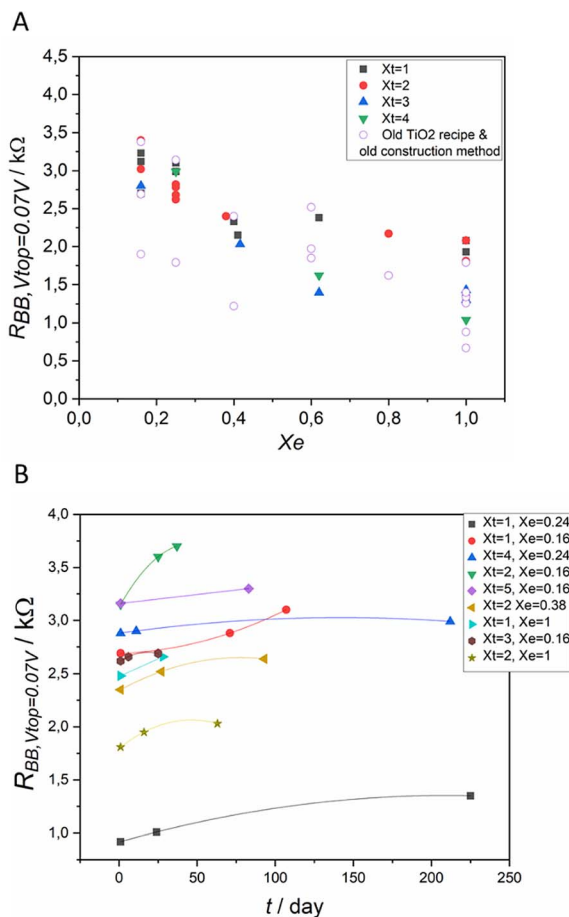 A
4,5
4,0
3,5
3,0
2,5
2,0
1,5
1,0
0,5
0,0
R_BB, Vtop=0.07V / kΩ
0,0 0,2 0,4 0,6 0,8 1,0
Xe
Xt=1
Xt=2
Xt=3
Xt=4
Old TiO2 recipe &
old construction method
B
4,0
3,5
3,0
2,5
2,0
1,5
1,0
R_BB, Vtop=0.07V / kΩ
0 50 100 150 200 250
t / day
Xt=1, Xe=0.24
Xt=1, Xe=0.16
Xt=4, Xe=0.24
Xt=2, Xe=0.16
Xt=5, Xe=0.16
Xt=2 Xe=0.38
Xt=1, Xe=1
Xt=3, Xe=0.16
Xt=2, Xe=1